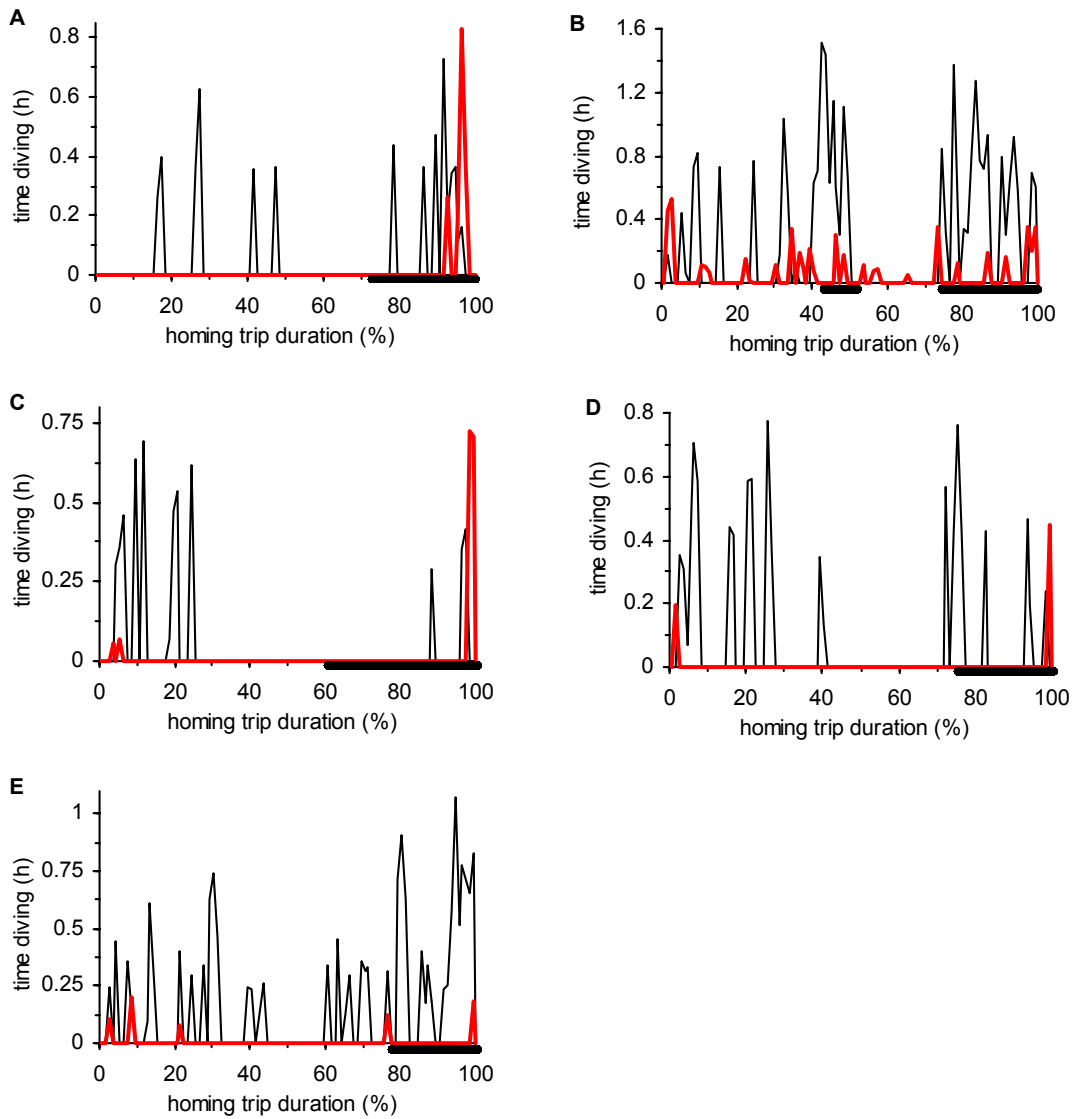 A
0.8
0.6
0.4
0.2
0
time diving (h)
0 20 40 60 80 100
homing trip duration (%)
B
1.6
1.2
0.8
0.4
0
time diving (h)
0 20 40 60 80 100
homing trip duration (%)
C
0.75
0.5
0.25
0
time diving (h)
0 20 40 60 80 100
homing trip duration (%)
D
0.8
0.6
0.4
0.2
0
time diving (h)
0 20 40 60 80 100
homing trip duration (%)
E
1
0.75
0.5
0.25
0
time diving (h)
0 20 40 60 80 100
homing trip duration (%)